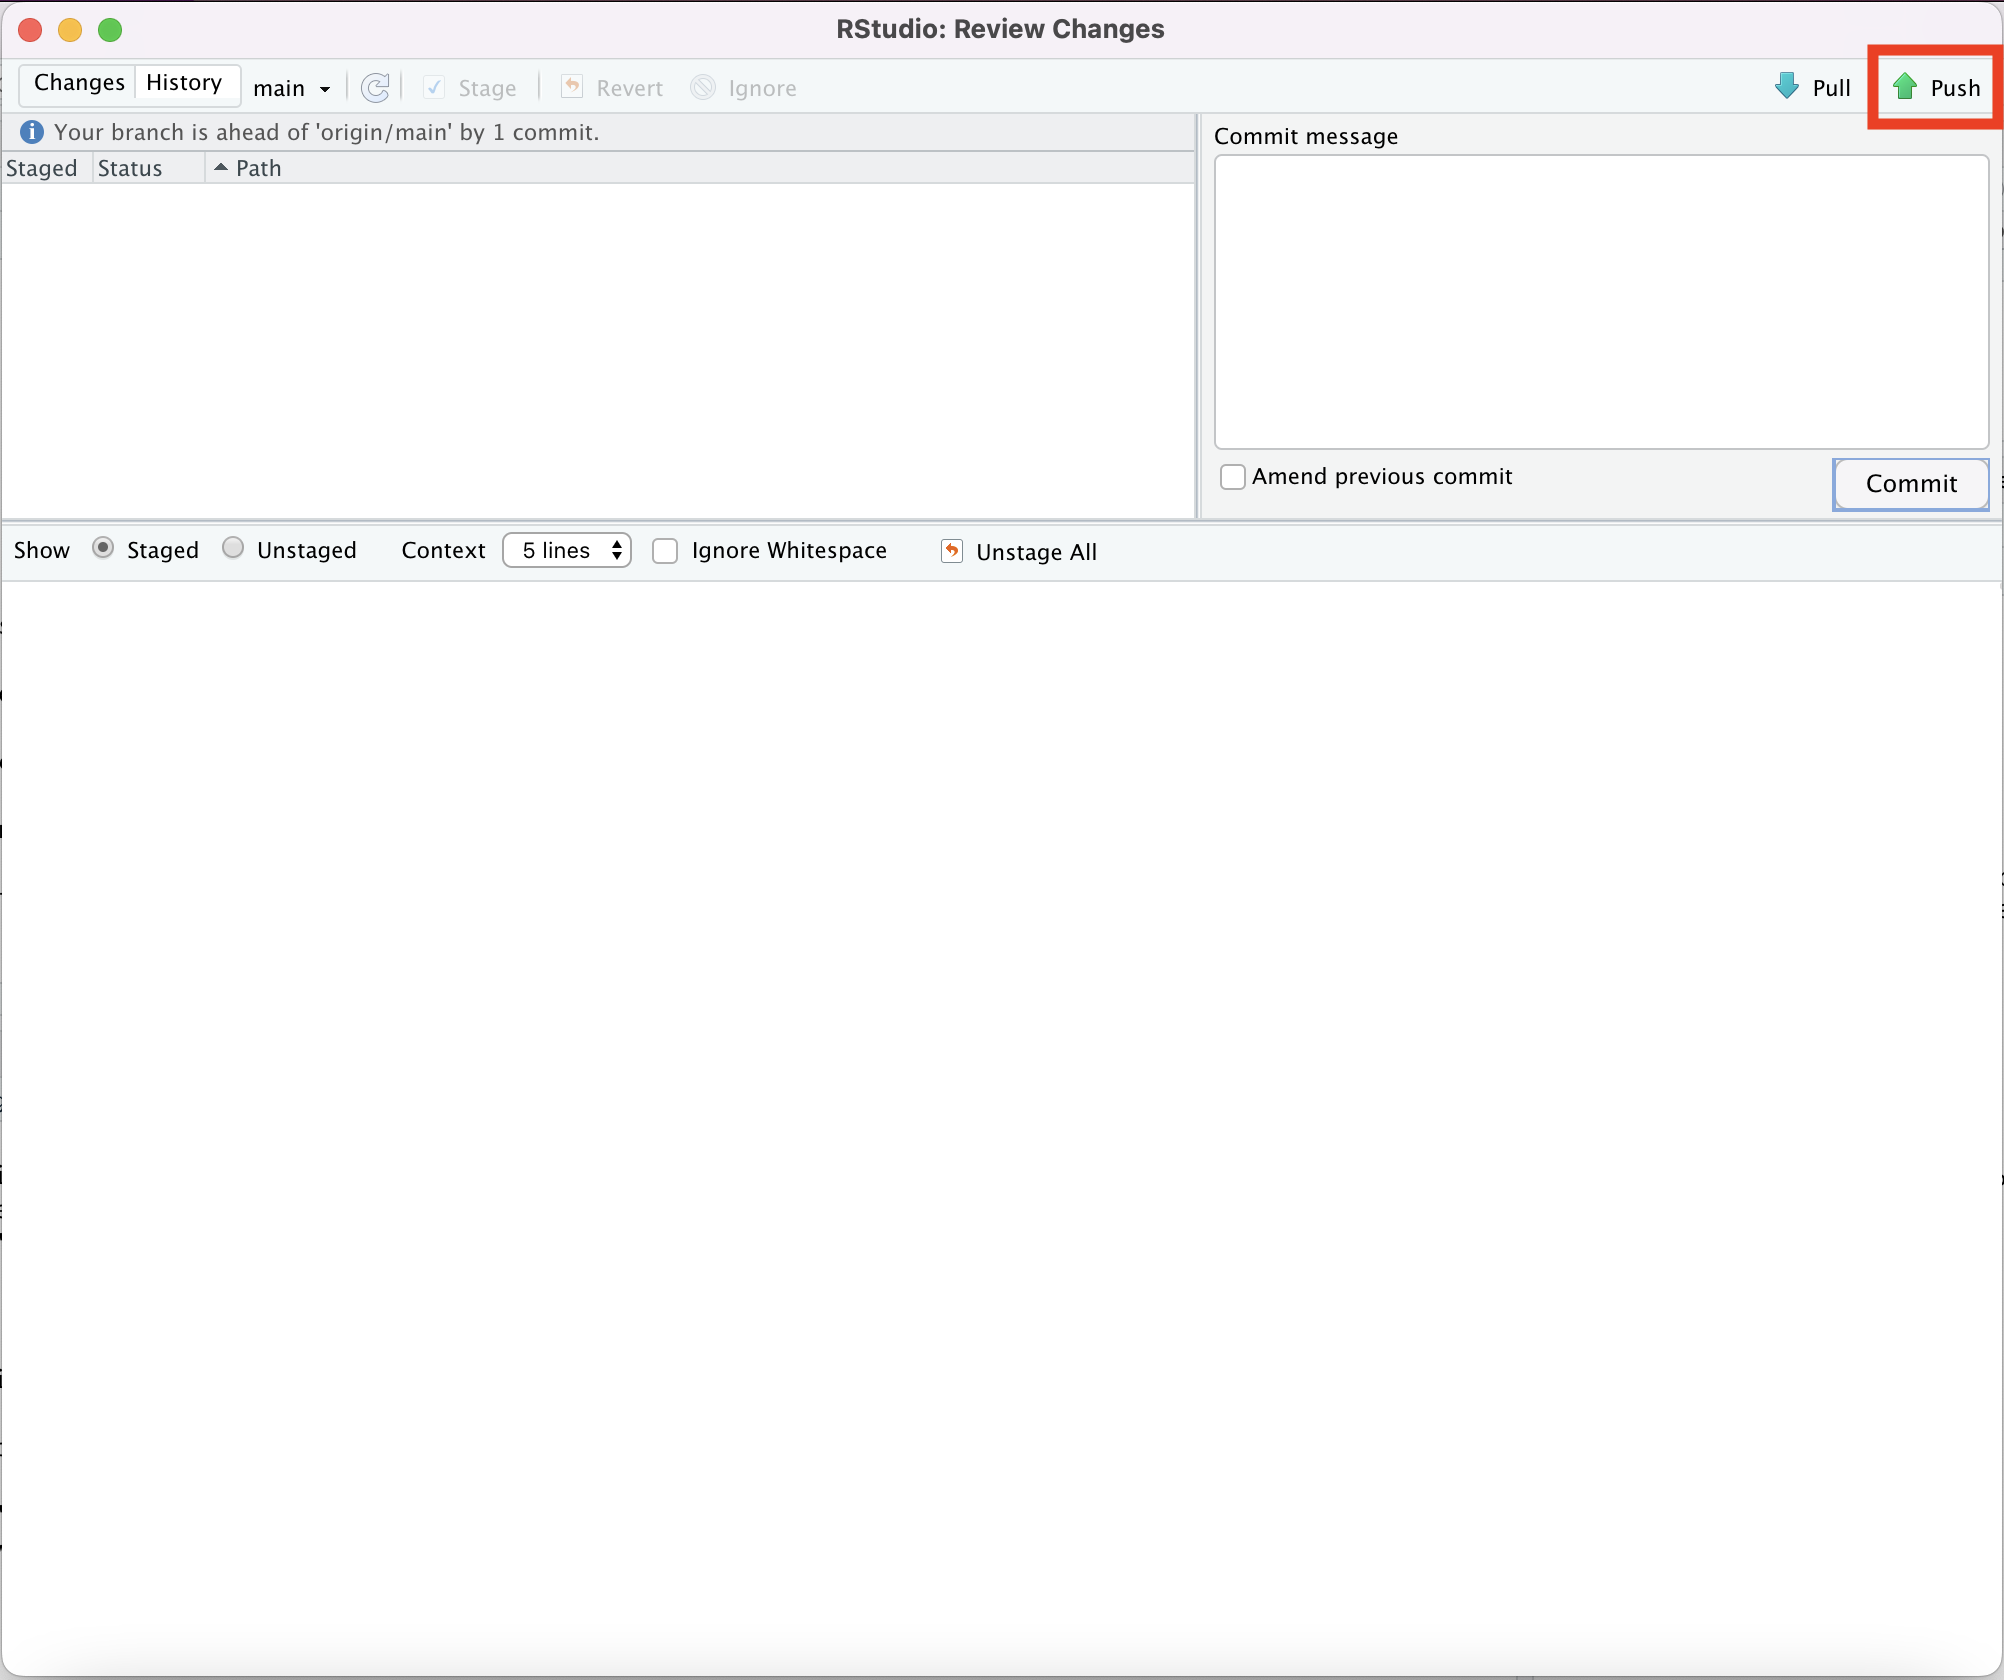 RStudio: Review Changes
Changes History main Stage Revert Ignore Pull Push
Your branch is ahead of 'origin/main' by 1 commit.
Staged Status Path
Commit message
Amend previous commit Commit
Show Staged Unstaged Context 5 lines Ignore Whitespace Unstage All